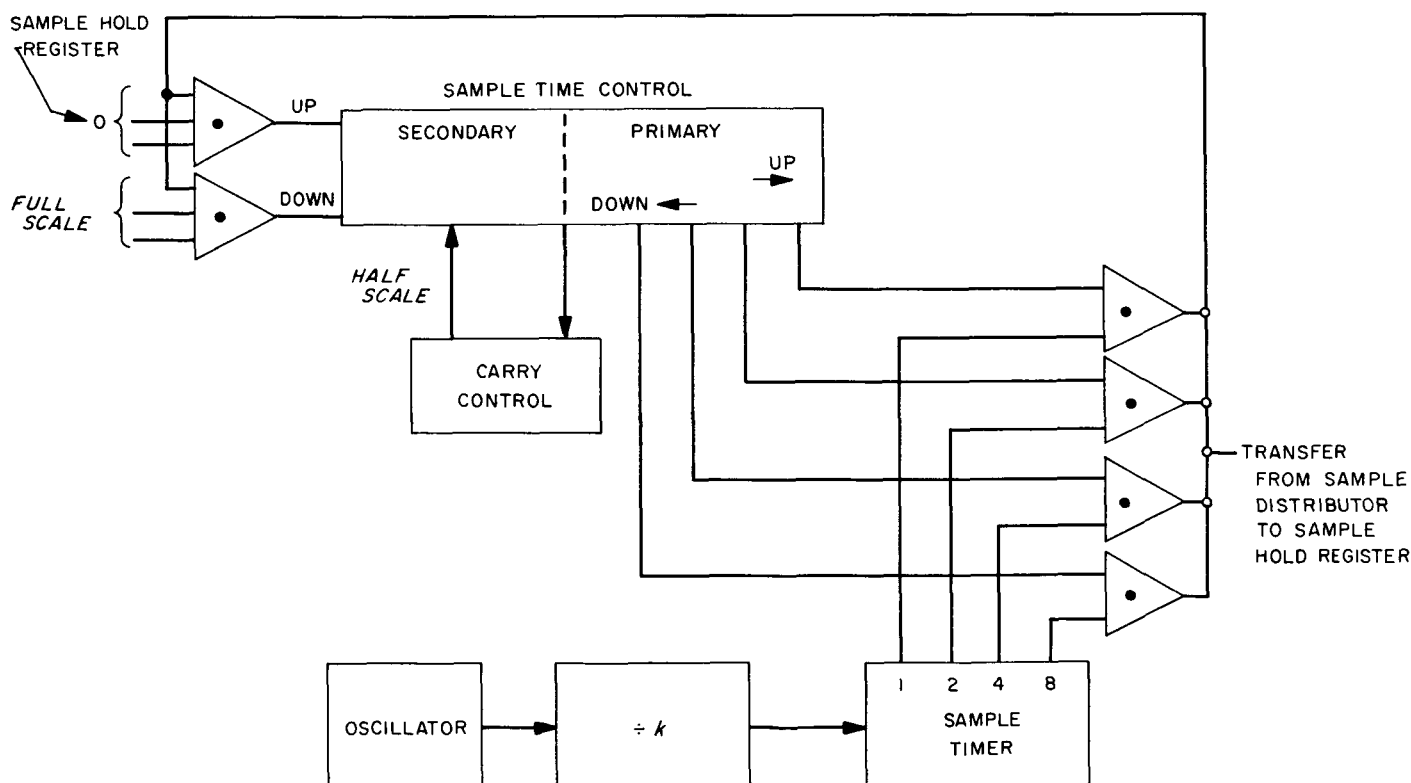 SAMPLE HOLD
REGISTER
0
UP
FULL
SCALE
DOWN
SAMPLE TIME CONTROL
SECONDARY
PRIMARY
UP
DOWN
HALF
SCALE
CARRY
CONTROL
TRANSFER
FROM SAMPLE
DISTRIBUTOR
TO SAMPLE
HOLD REGISTER
OSCILLATOR
÷ k
1 2 4 8
SAMPLE
TIMER